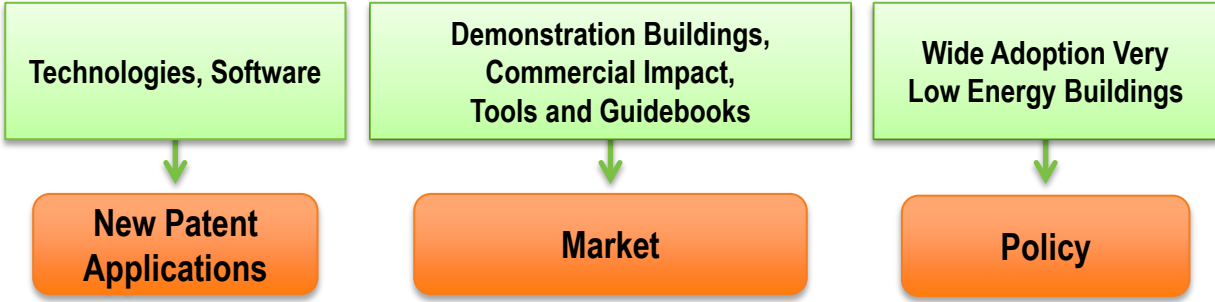 Technologies, Software
Demonstration Buildings,
Commercial Impact,
Tools and Guidebooks
Wide Adoption Very
Low Energy Buildings
New Patent
Applications
Market
Policy